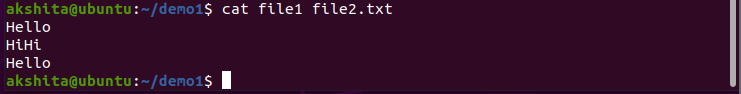 akshita@ubuntu:~/demo1$ cat file1 file2.txt
Hello
HiHi
Hello
akshita@ubuntu:~/demo1$